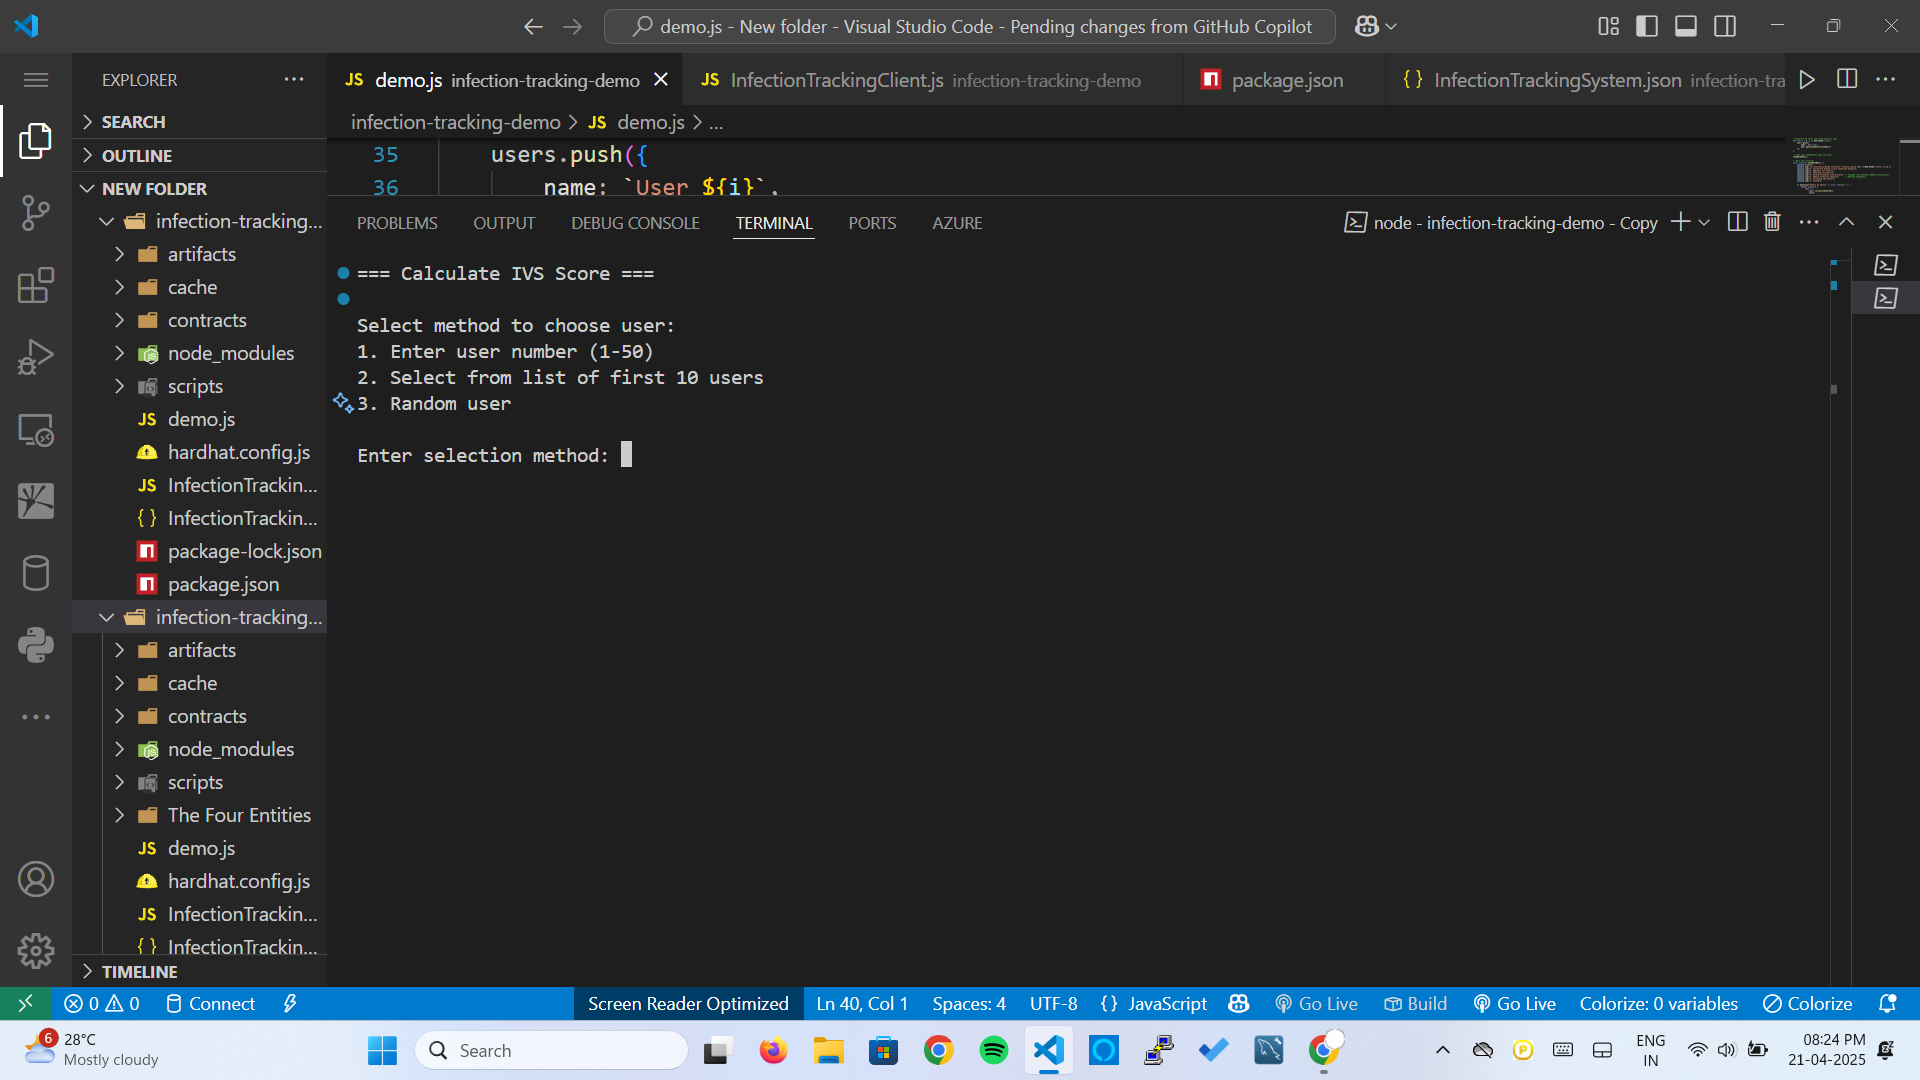 demo.js - New folder - Visual Studio Code - Pending changes from GitHub Copilot
EXPLORER
SEARCH
OUTLINE
NEW FOLDER
infection-tracking...
artifacts
cache
contracts
node_modules
scripts
demo.js
hardhat.config.js
InfectionTrackin...
InfectionTrackin...
package-lock.json
package.json
infection-tracking...
artifacts
cache
contracts
node_modules
scripts
The Four Entities
demo.js
hardhat.config.js
InfectionTrackin...
InfectionTrackin...
TIMELINE
JS demo.js infection-tracking-demo
JS InfectionTrackingClient.js infection-tracking-demo
package.json
{} InfectionTrackingSystem.json infection-tra
infection-tracking-demo > JS demo.js > ...
35 users.push({
36 name: `User ${i}`,
PROBLEMS OUTPUT DEBUG CONSOLE TERMINAL PORTS AZURE
node - infection-tracking-demo - Copy
=== Calculate IVS Score ===
Select method to choose user:
1. Enter user number (1-50)
2. Select from list of first 10 users
3. Random user
Enter selection method:
0 0 Connect Screen Reader Optimized Ln 40, Col 1 Spaces: 4 UTF-8 {} JavaScript Go Live Build Go Live Colorize: 0 variables Colorize
6
28°C
Mostly cloudy
Search
ENG
IN
08:24 PM
21-04-2025